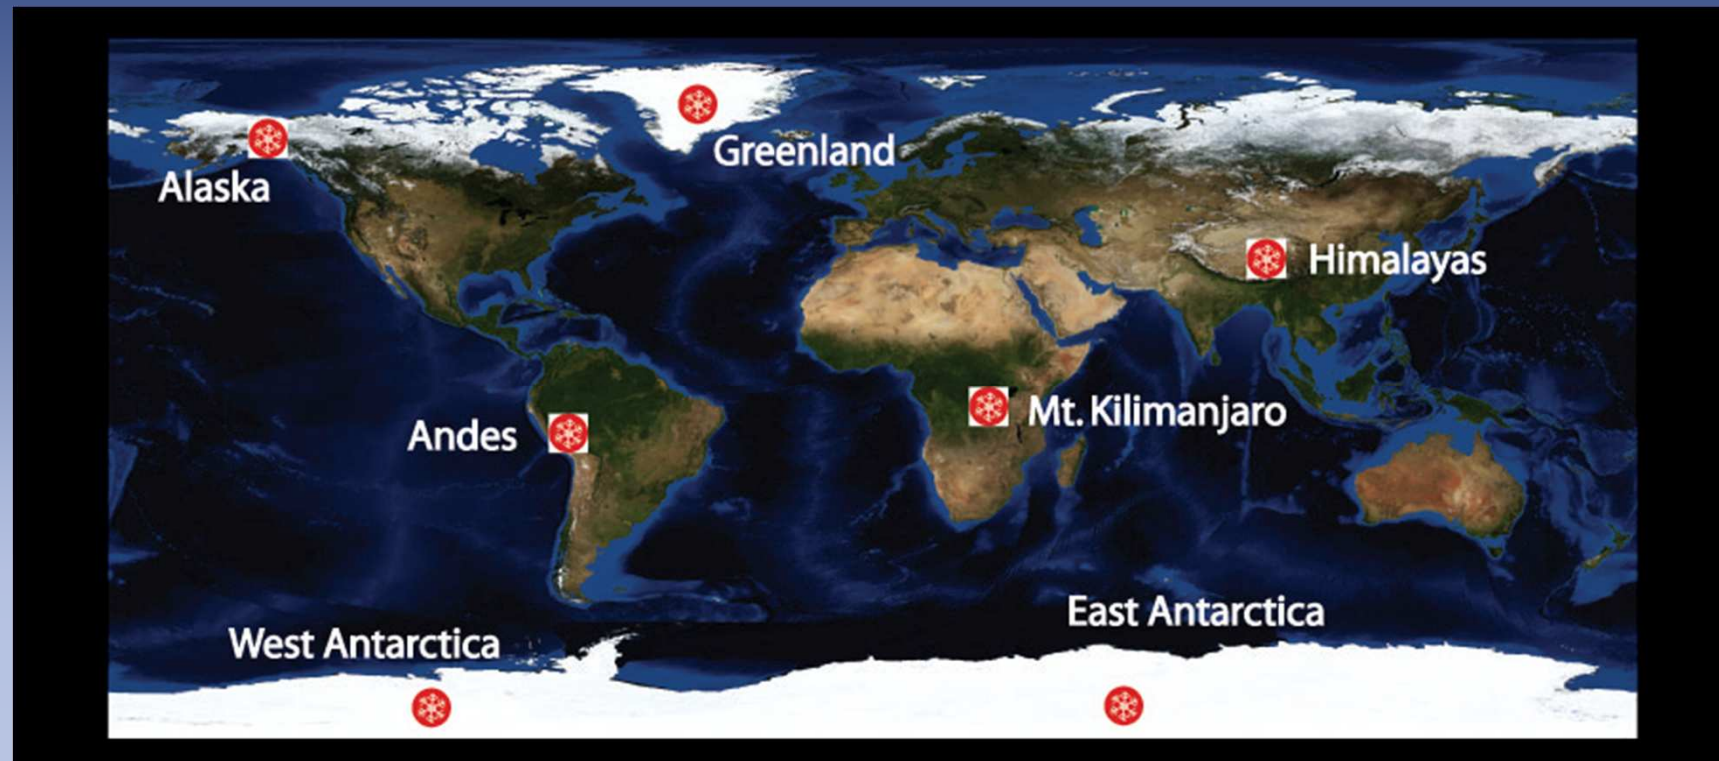 Greenland
Alaska
Himalayas
Andes
Mt. Kilimanjaro
East Antarctica
West Antarctica